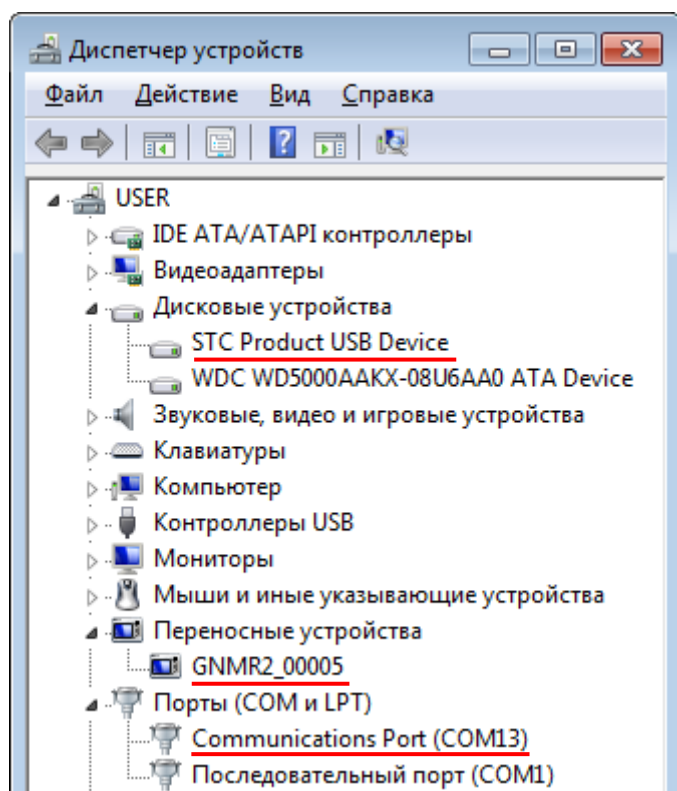 Диспетчер устройств
Файл Действие Вид Справка
USER
IDE ATA/ATAPI контроллеры
Видеоадаптеры
Дисковые устройства
STC Product USB Device
WDC WD5000AAKX-08U6AA0 ATA Device
Звуковые, видео и игровые устройства
Клавиатуры
Компьютер
Контроллеры USB
Мониторы
Мыши и иные указывающие устройства
Переносные устройства
GNMR2_00005
Порты (COM и LPT)
Communications Port (COM13)
Последовательный порт (COM1)